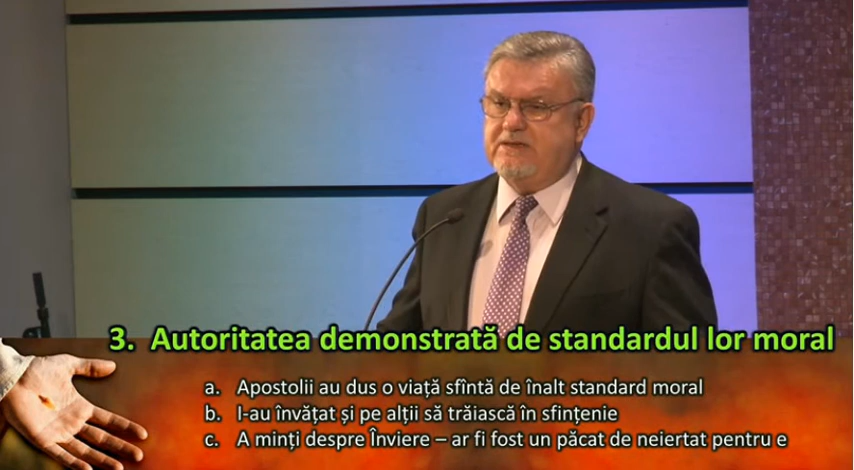 3. Autoritatea demonstrată de standardul lor moral
a. Apostolii au dus o viață sfîntă de înalt standard moral
b. I-au învățat și pe alții să trăiască în sfințenie
c. A minți despre Înviere – ar fi fost un păcat de neiertat pentru e